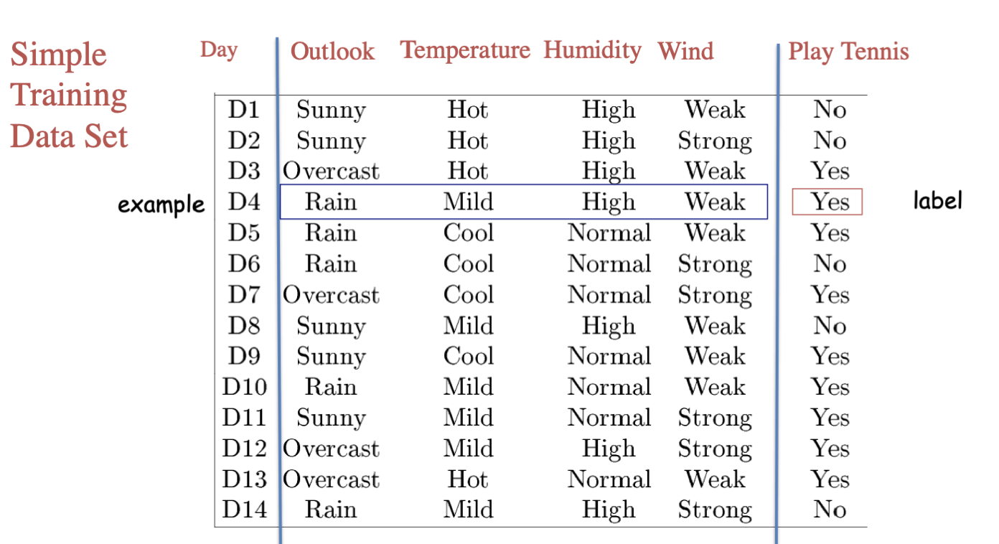 Simple
Training
Data Set
Day Outlook Temperature Humidity Wind Play Tennis
D1 Sunny Hot High Weak No
D2 Sunny Hot High Strong No
D3 Overcast Hot High Weak Yes
example D4 Rain Mild High Weak Yes label
D5 Rain Cool Normal Weak Yes
D6 Rain Cool Normal Strong No
D7 Overcast Cool Normal Strong Yes
D8 Sunny Mild High Weak No
D9 Sunny Cool Normal Weak Yes
D10 Rain Mild Normal Weak Yes
D11 Sunny Mild Normal Strong Yes
D12 Overcast Mild High Strong Yes
D13 Overcast Hot Normal Weak Yes
D14 Rain Mild High Strong No